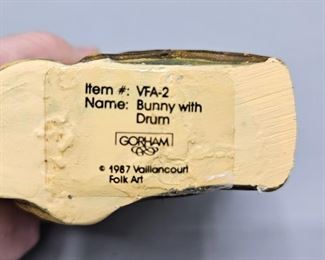 Item #: VFA-2
Name: Bunny with
Drum
GORHAM
© 1987 Vaillancourt
Folk Art